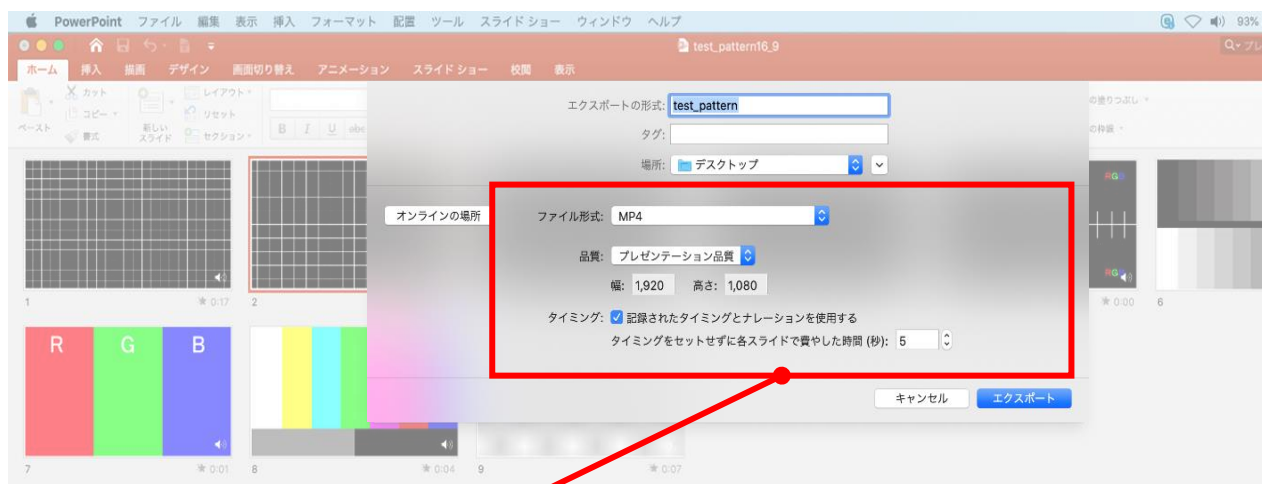 PowerPoint ファイル 編集 表示 挿入 フォーマット 配置 ツール スライド ショー ウィンドウ ヘルプ 93%
test_pattern16_9
ホーム 挿入 描画 デザイン 画面切り替え アニメーション スライド ショー 校閲 表示
ペースト カット コピー 書式
新しい スライド レイアウト リセット セクション
B I U abc
の塗りつぶし
の枠線
エクスポートの形式: test_pattern
タグ:
場所: デスクトップ
オンラインの場所
ファイル形式: MP4
品質: プレゼンテーション品質
幅: 1,920 高さ: 1,080
タイミング: 記録されたタイミングとナレーションを使用する
タイミングをセットせずに各スライドで費やした時間 (秒): 5
キャンセル エクスポート
RGB
RGB
1 0:17 2 0:00 6
R G B
7 0:01 8 0:04 9 0:07